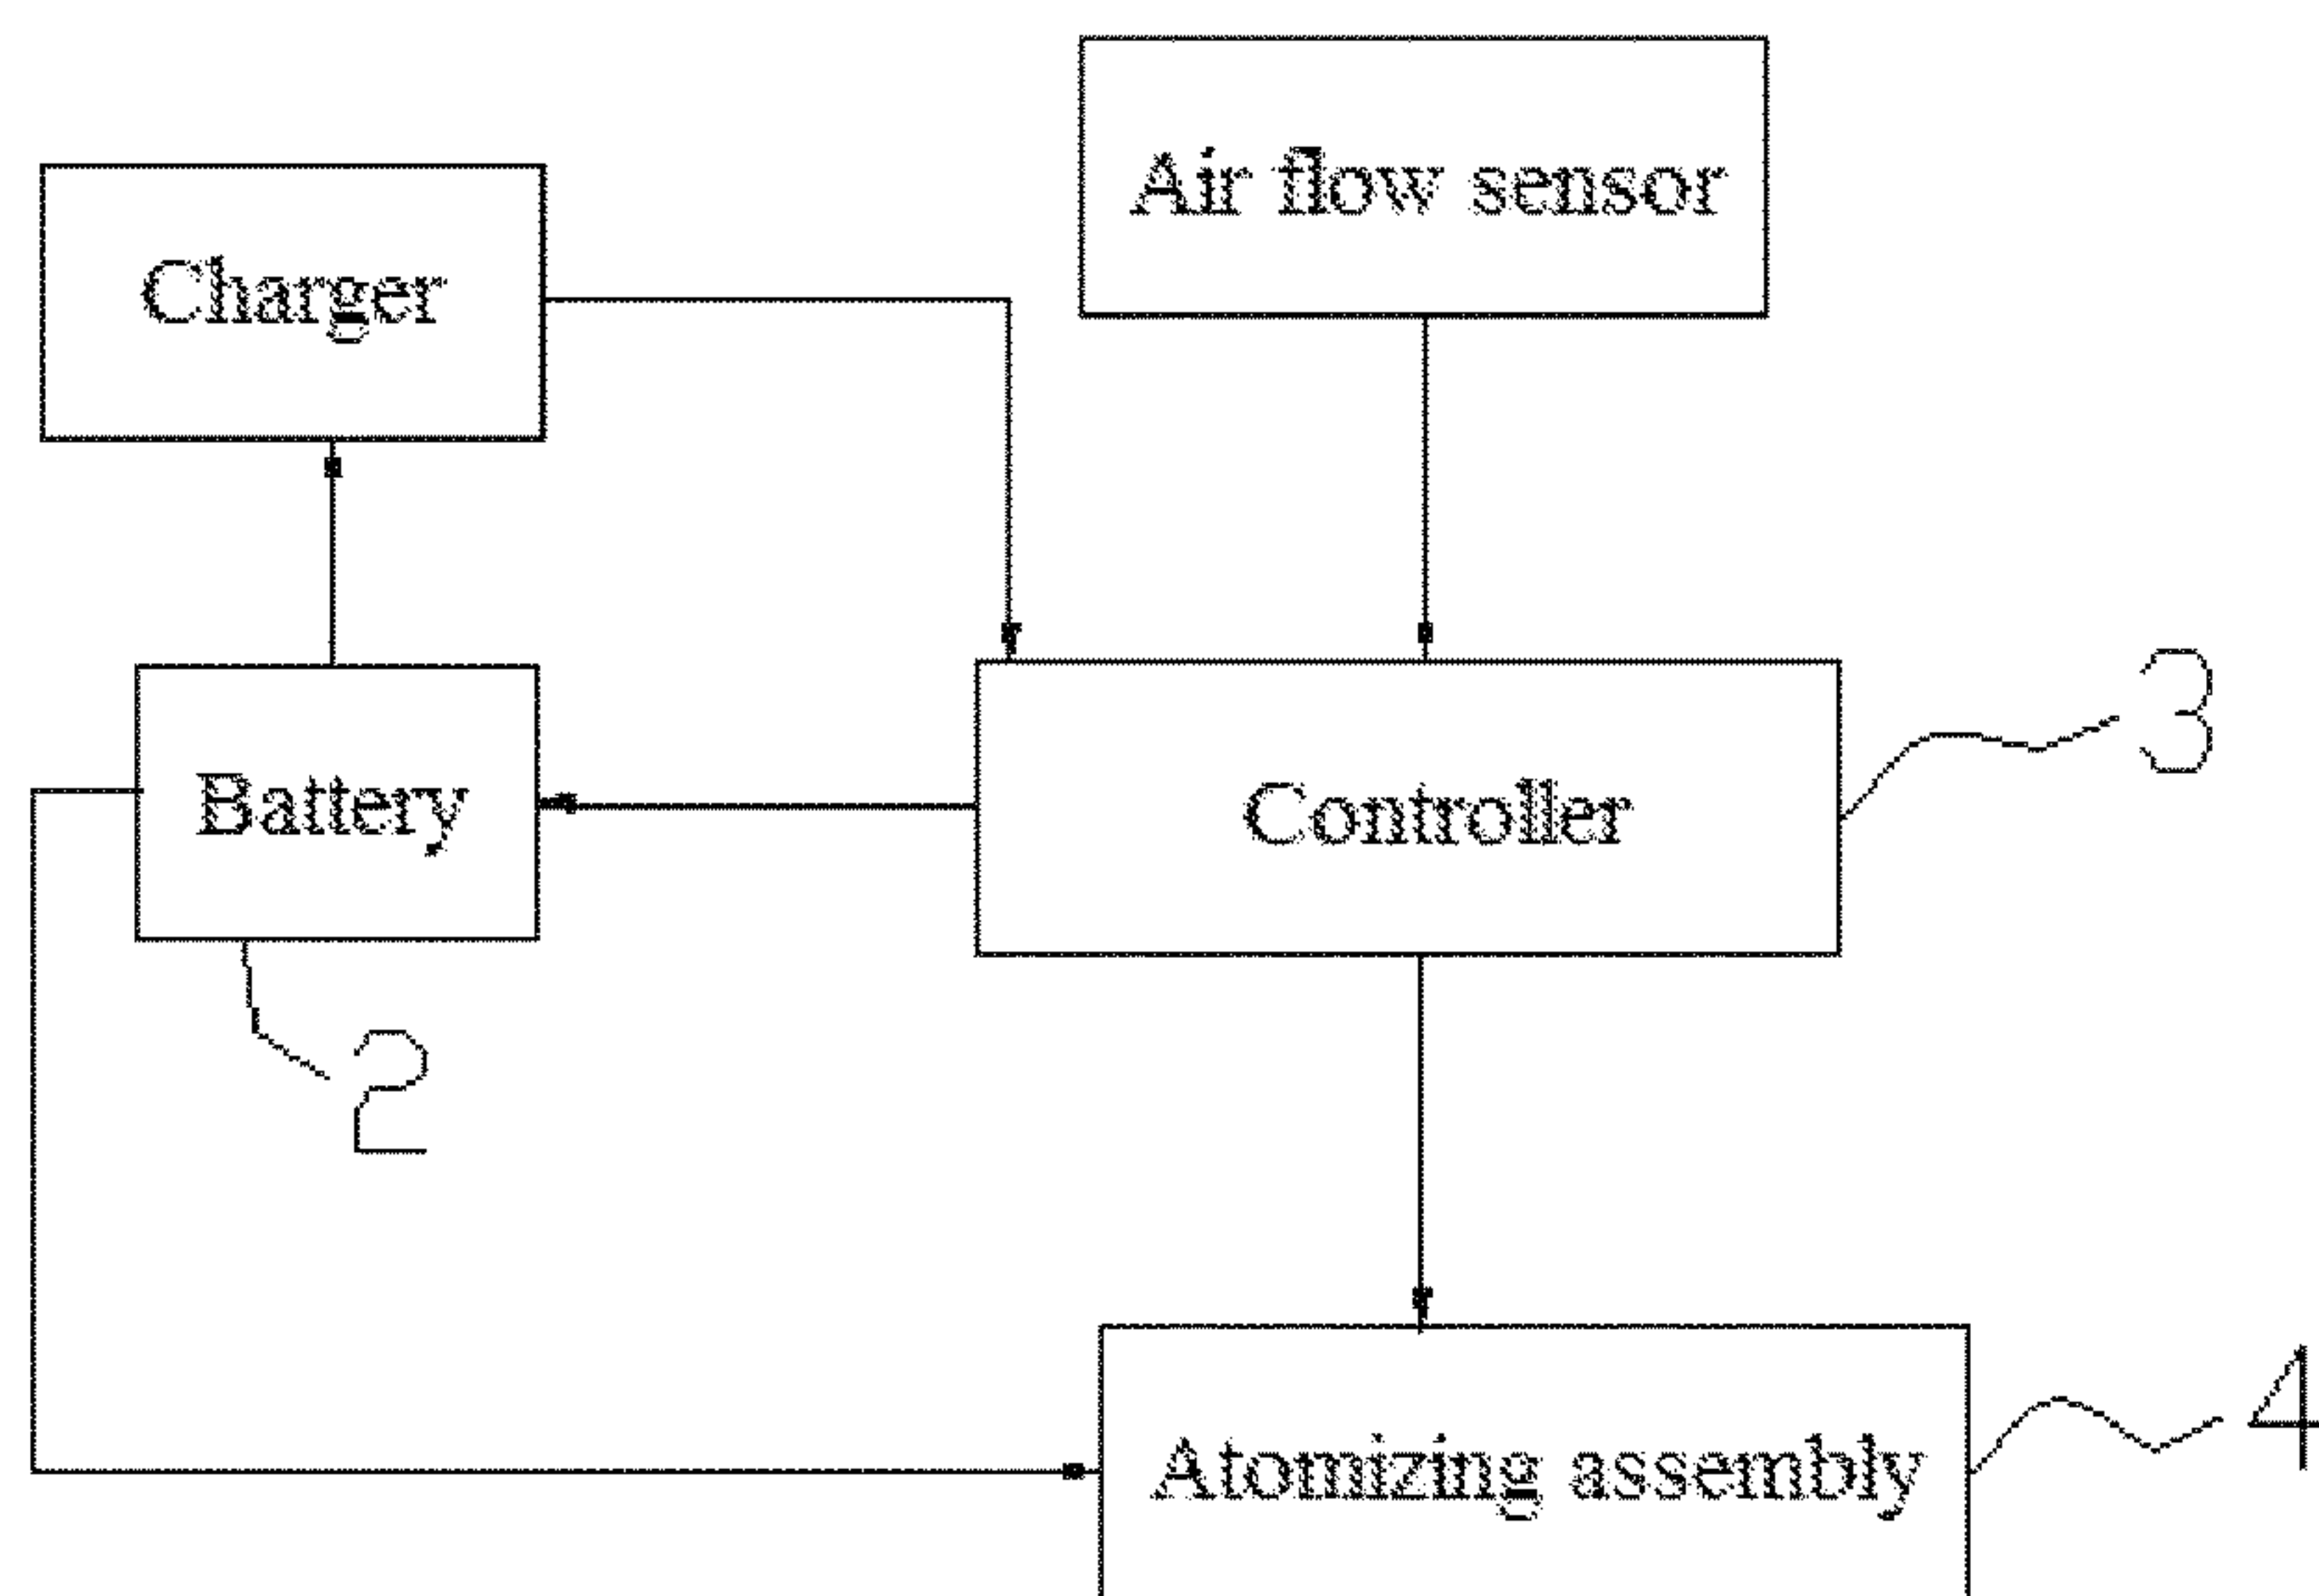 Air flow sensor
Charger
Battery
Controller
3
2
Atomizing assembly
4